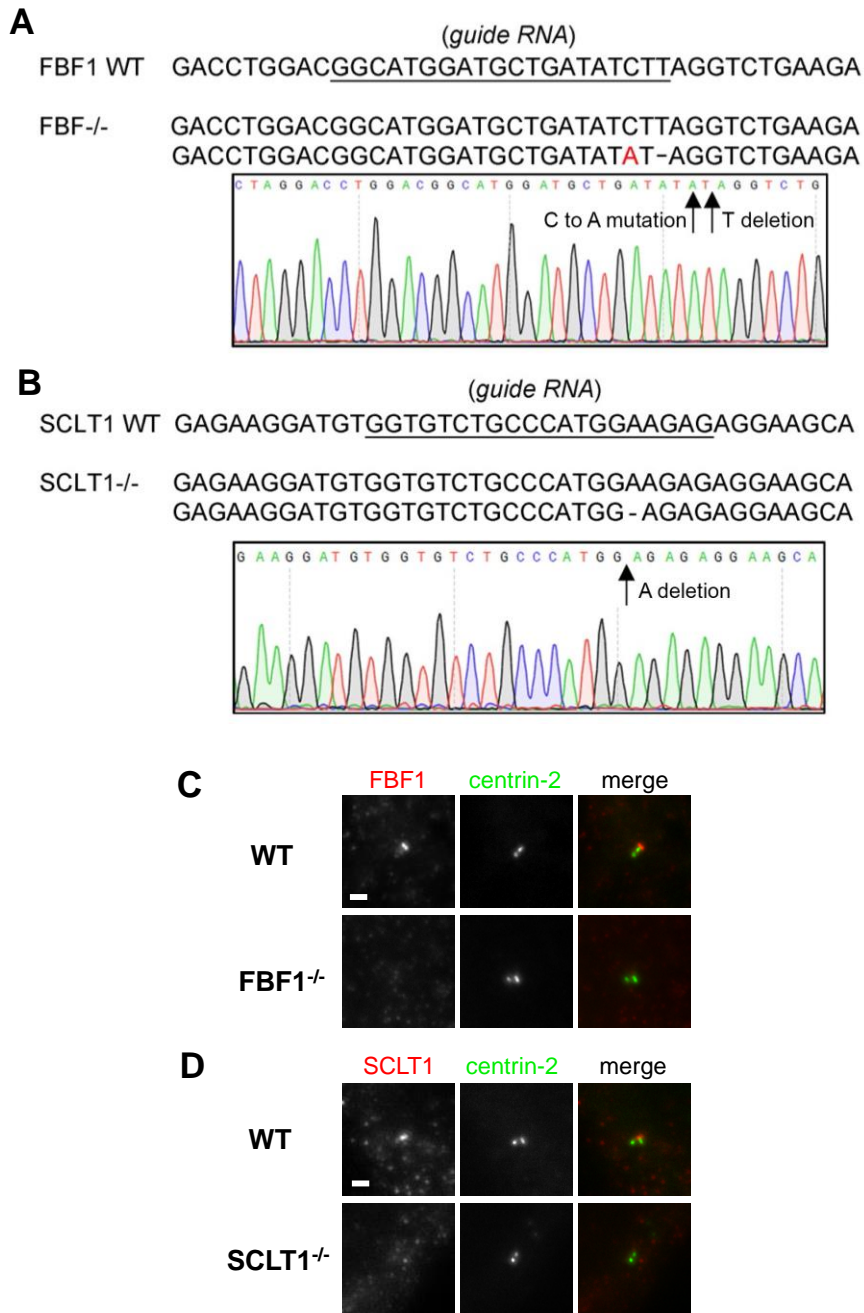 A
(guide RNA)
FBF1 WT GACCTGGACGGCATGGATGCTGATATCTTAGGTCTGAAGA
FBF-/- GACCTGGACGGCATGGATGCTGATATCTTAGGTCTGAAGA
GACCTGGACGGCATGGATGCTGATATAT-AGGTCTGAAGA
CTAGGACCTGGACGGCATGGATGCTGATATATAGGTCTG
C to A mutation T deletion
B
(guide RNA)
SCLT1 WT GAGAAGGATGTGGTGTCTGCCCATGGAAGAGAGGAAGCA
SCLT1-/- GAGAAGGATGTGGTGTCTGCCCATGGAAGAGAGGAAGCA
GAGAAGGATGTGGTGTCTGCCCATGG-AGAGAGGAAGCA
GAAGGATGTGGTGTCTGCCCATGGAGAGAGGAAGCA
A deletion
C
FBF1 centrin-2 merge
WT
FBF1-/-
D
SCLT1 centrin-2 merge
WT
SCLT1-/-